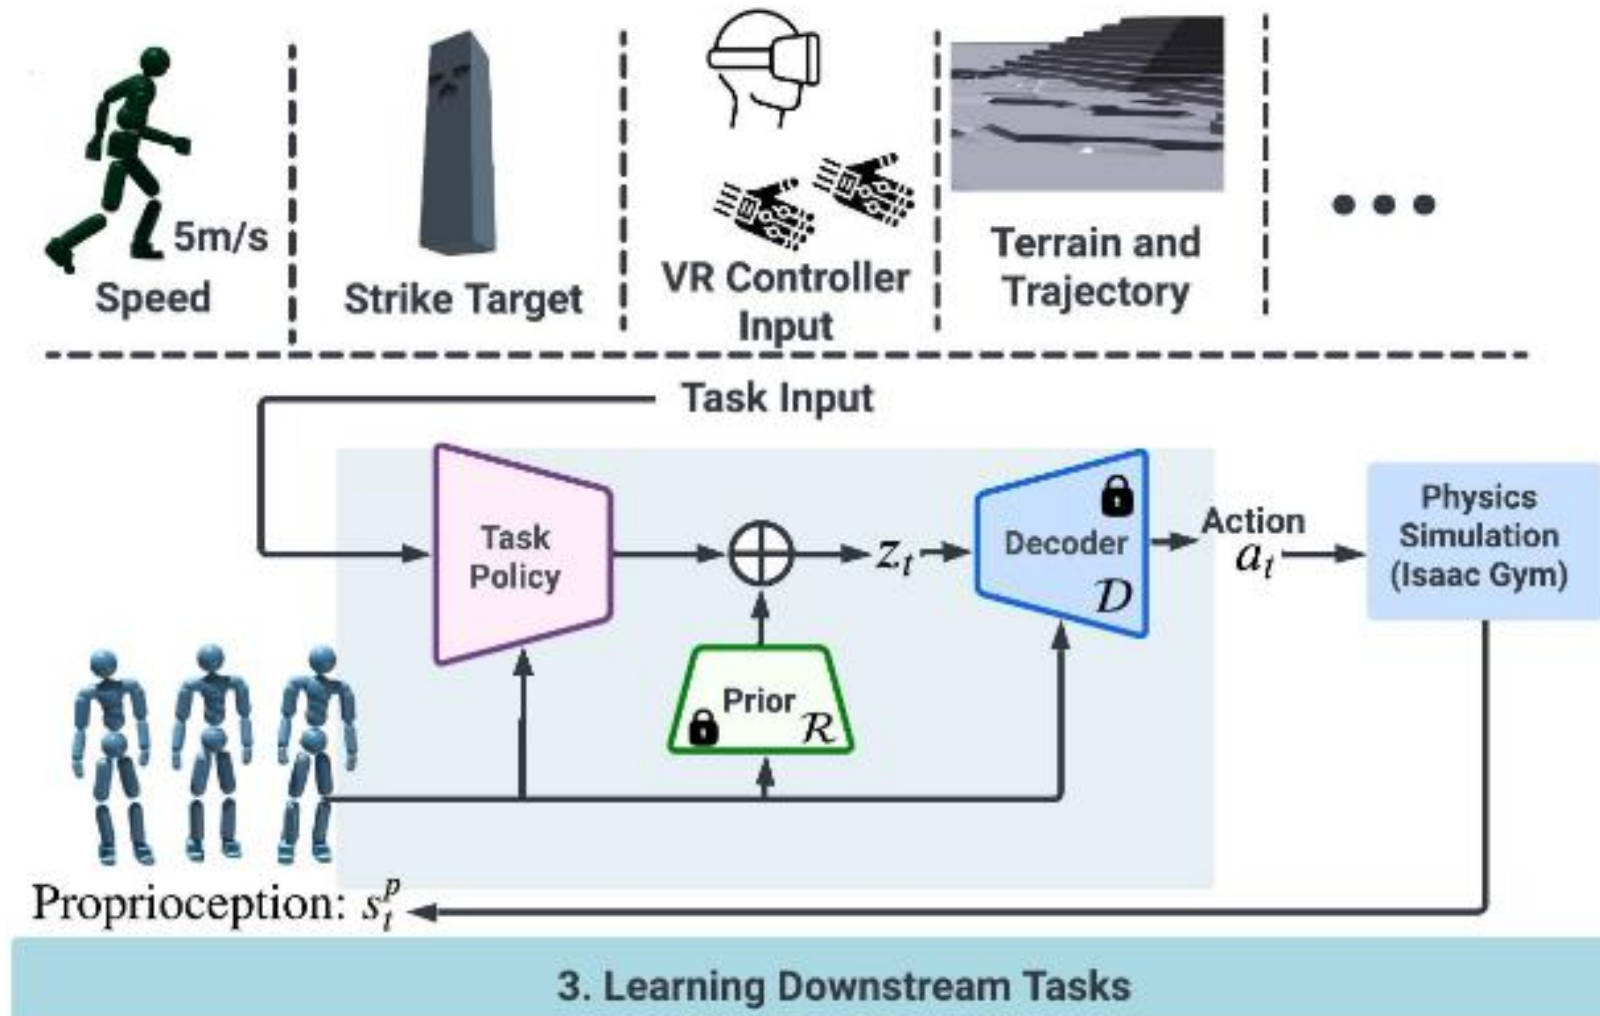 5m/s
Speed
Strike Target
VR Controller
Input
Terrain and
Trajectory
Task Input
Task
Policy
z_t
Decoder
𝒟
Action
a_t
Physics
Simulation
(Isaac Gym)
Prior
ℛ
Proprioception: s_t^p
3. Learning Downstream Tasks